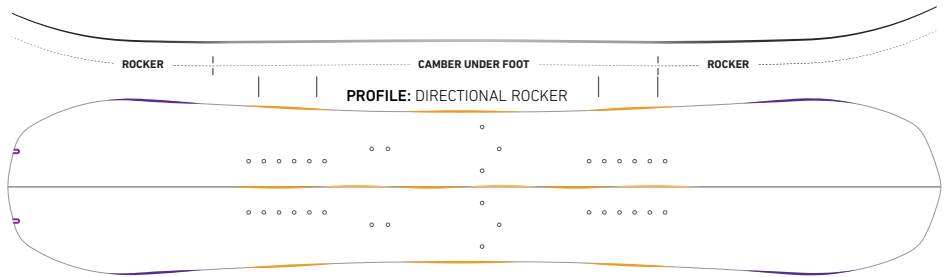 ROCKER CAMBER UNDER FOOT ROCKER
PROFILE: DIRECTIONAL ROCKER